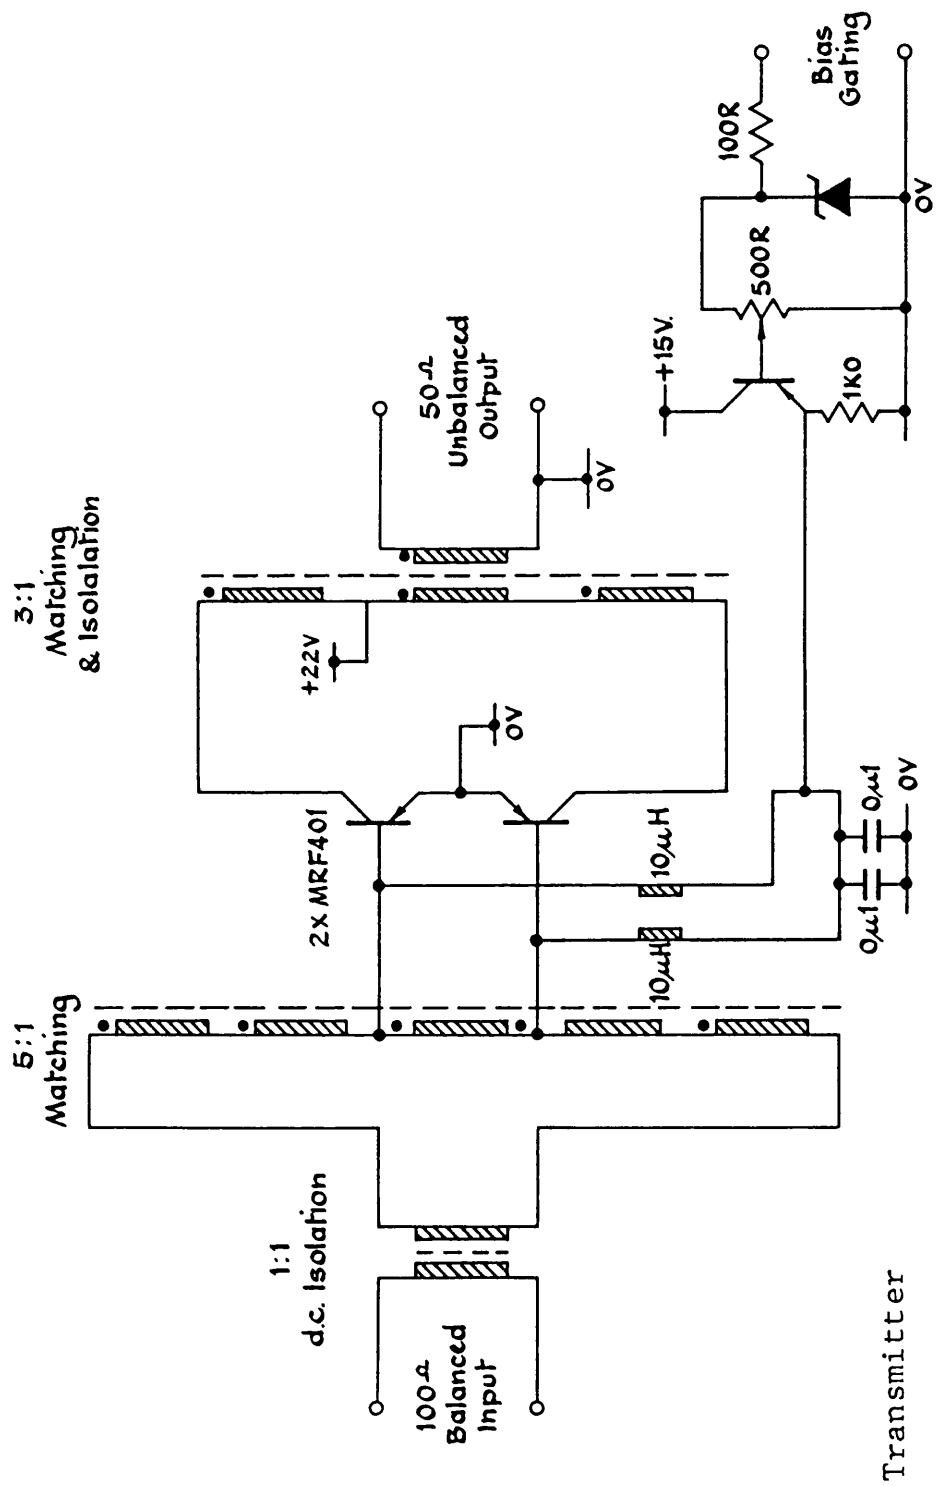 5:1
Matching
3:1
Matching
& Isolalation
1:1
d.c. Isolation
100Ω
Balanced
Input
2x MRF401
+22V
0V
50Ω
Unbalanced
Output
0V
10µH
10µH
0µ1
0µ1
0V
+15V.
1K0
500R
100R
Bias
Gating
0V
Transmitter